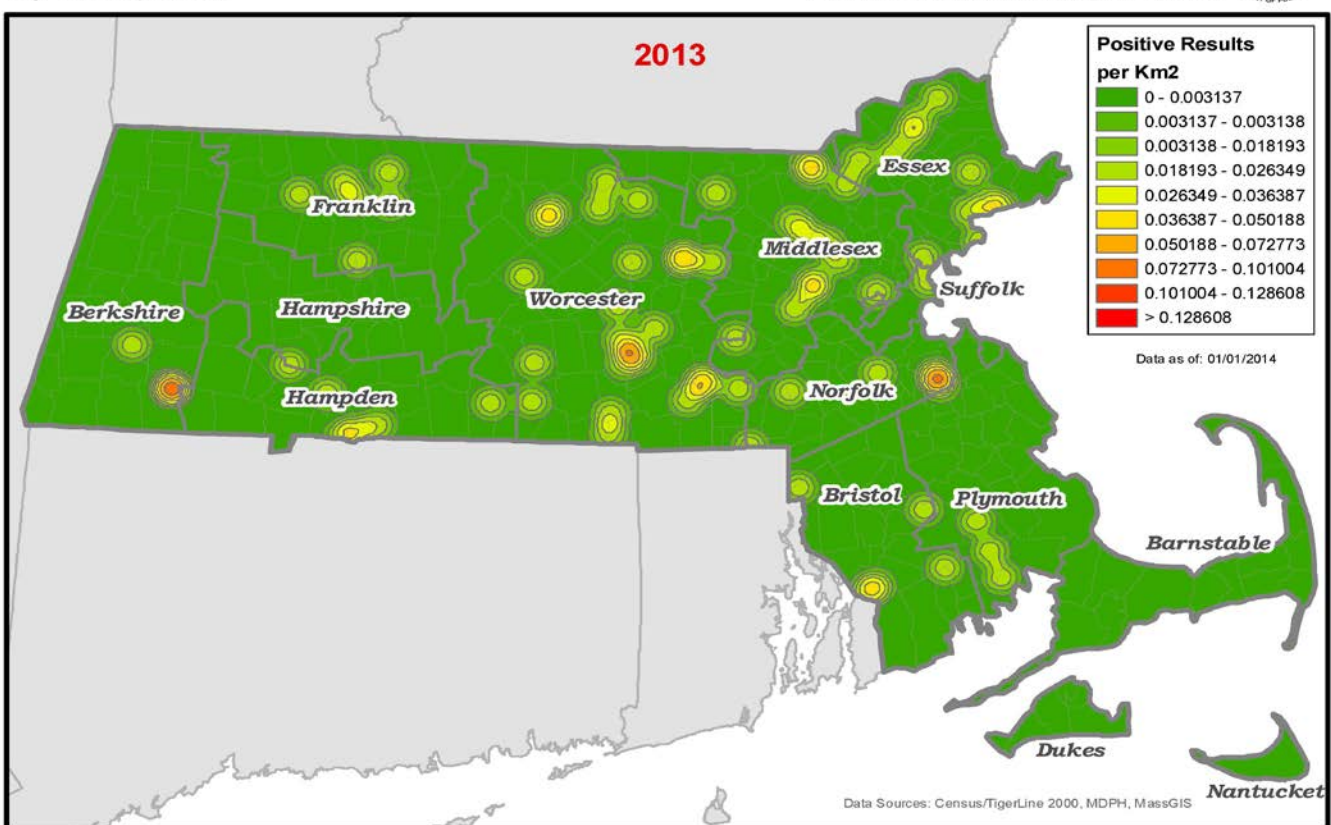 2013
Positive Results
per Km2
0 - 0.003137
0.003137 - 0.003138
0.003138 - 0.018193
0.018193 - 0.026349
0.026349 - 0.036387
0.036387 - 0.050188
0.050188 - 0.072773
0.072773 - 0.101004
0.101004 - 0.128608
> 0.128608
Data as of: 01/01/2014
Essex
Franklin
Middlesex
Suffolk
Worcester
Hampshire
Berkshire
Hampden
Norfolk
Bristol
Plymouth
Barnstable
Dukes
Nantucket
Data Sources: Census/TigerLine 2000, MDPH, MassGIS